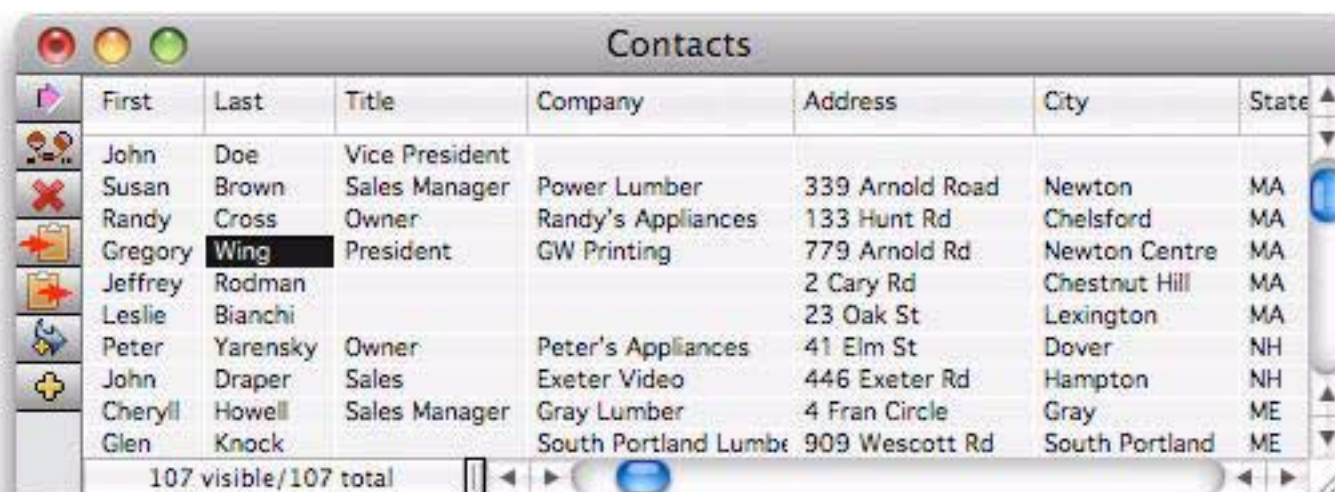 Contacts
First Last Title Company Address City State
John Doe Vice President
Susan Brown Sales Manager Power Lumber 339 Arnold Road Newton MA
Randy Cross Owner Randy's Appliances 133 Hunt Rd Chelsford MA
Gregory Wing President GW Printing 779 Arnold Rd Newton Centre MA
Jeffrey Rodman 2 Cary Rd Chestnut Hill MA
Leslie Bianchi 23 Oak St Lexington MA
Peter Yarensky Owner Peter's Appliances 41 Elm St Dover NH
John Draper Sales Exeter Video 446 Exeter Rd Hampton NH
Cheryll Howell Sales Manager Gray Lumber 4 Fran Circle Gray ME
Glen Knock South Portland Lumbe 909 Wescott Rd South Portland ME
107 visible/107 total